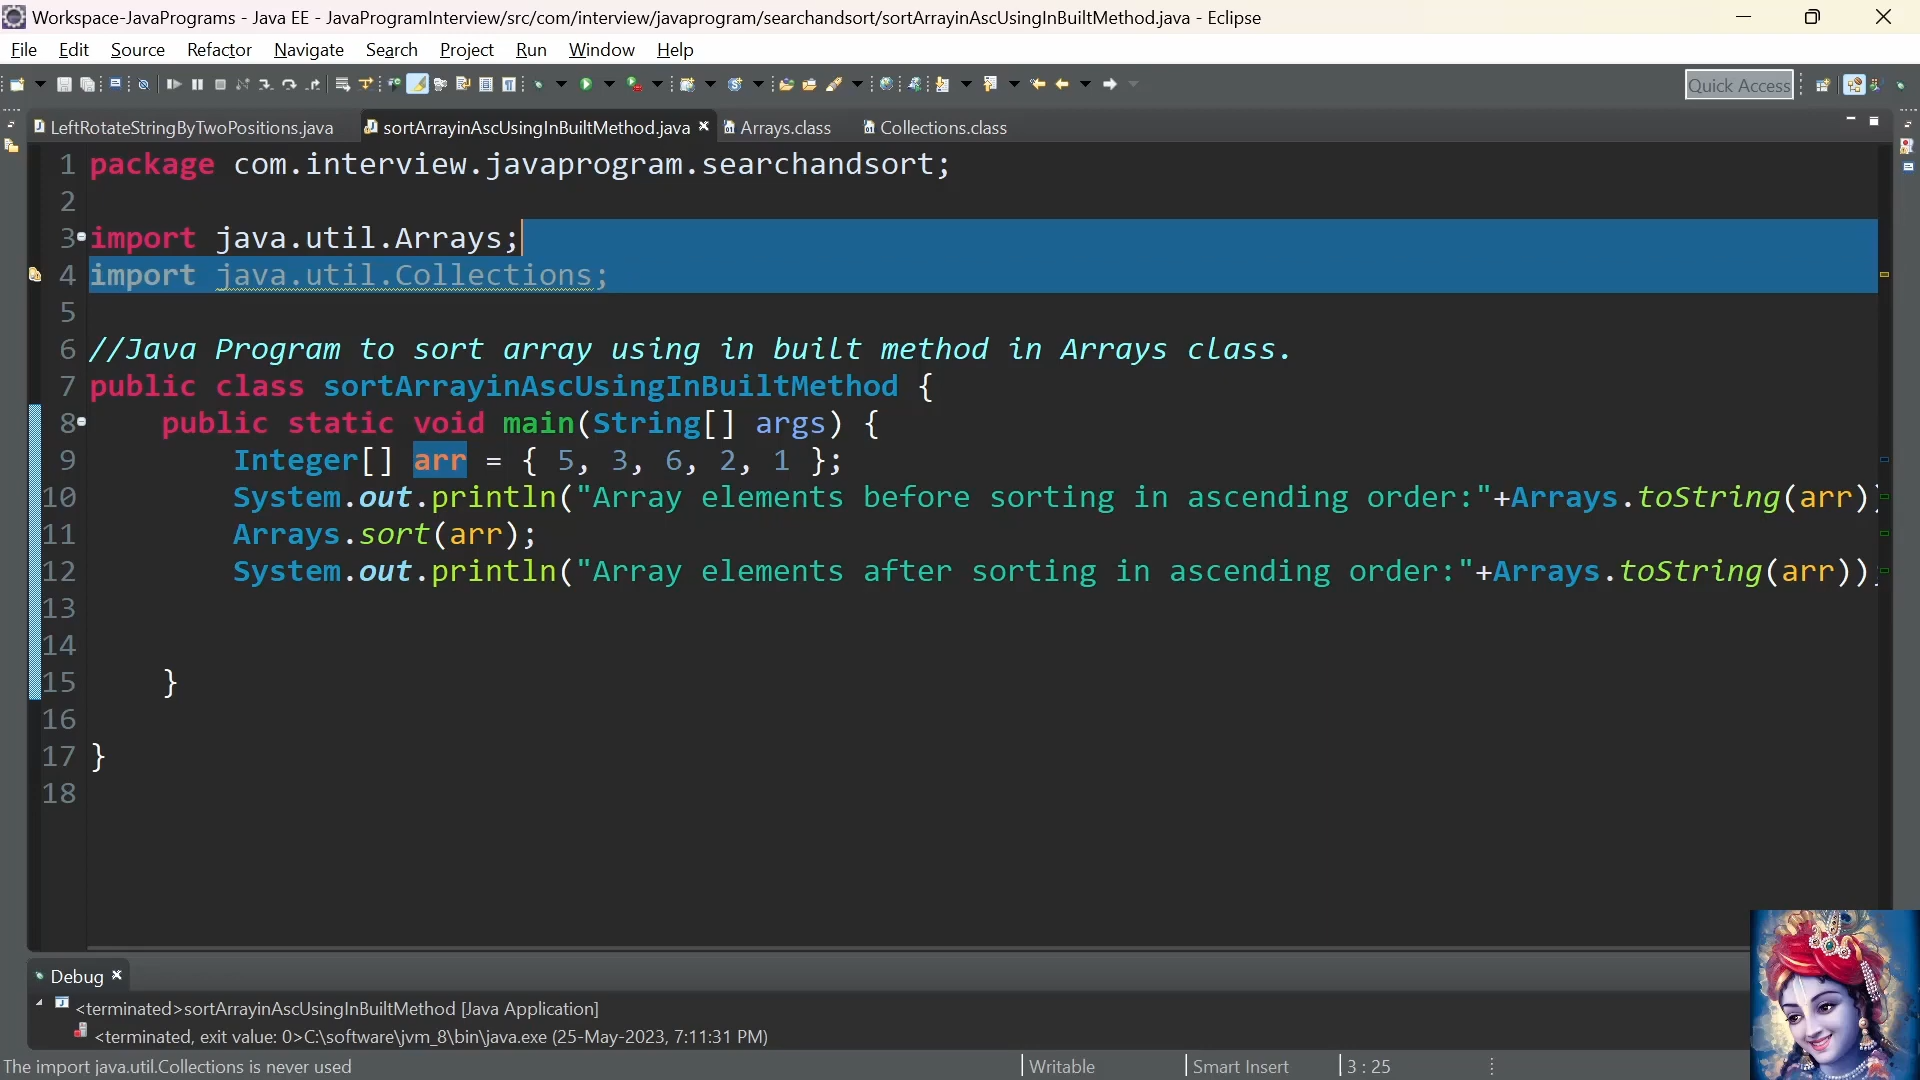 Workspace-JavaPrograms - Java EE - JavaProgramInterview/src/com/interview/javaprogram/searchandsort/sortArrayinAscUsingInBuiltMethod.java - Eclipse
File Edit Source Refactor Navigate Search Project Run Window Help
Quick Access
LeftRotateStringByTwoPositions.java sortArrayinAscUsingInBuiltMethod.java Arrays.class Collections.class
1 package com.interview.javaprogram.searchandsort;
2
3 import java.util.Arrays;
4 import java.util.Collections;
5
6 //Java Program to sort array using in built method in Arrays class.
7 public class sortArrayinAscUsingInBuiltMethod {
8 public static void main(String[] args) {
9 Integer[] arr = { 5, 3, 6, 2, 1 };
10 System.out.println("Array elements before sorting in ascending order:"+Arrays.toString(arr))
11 Arrays.sort(arr);
12 System.out.println("Array elements after sorting in ascending order:"+Arrays.toString(arr));
13
14
15 }
16
17 }
18
Debug
<terminated>sortArrayinAscUsingInBuiltMethod [Java Application]
<terminated, exit value: 0>C:\software\jvm_8\bin\java.exe (25-May-2023, 7:11:31 PM)
The import java.util.Collections is never used Writable Smart Insert 3 : 25